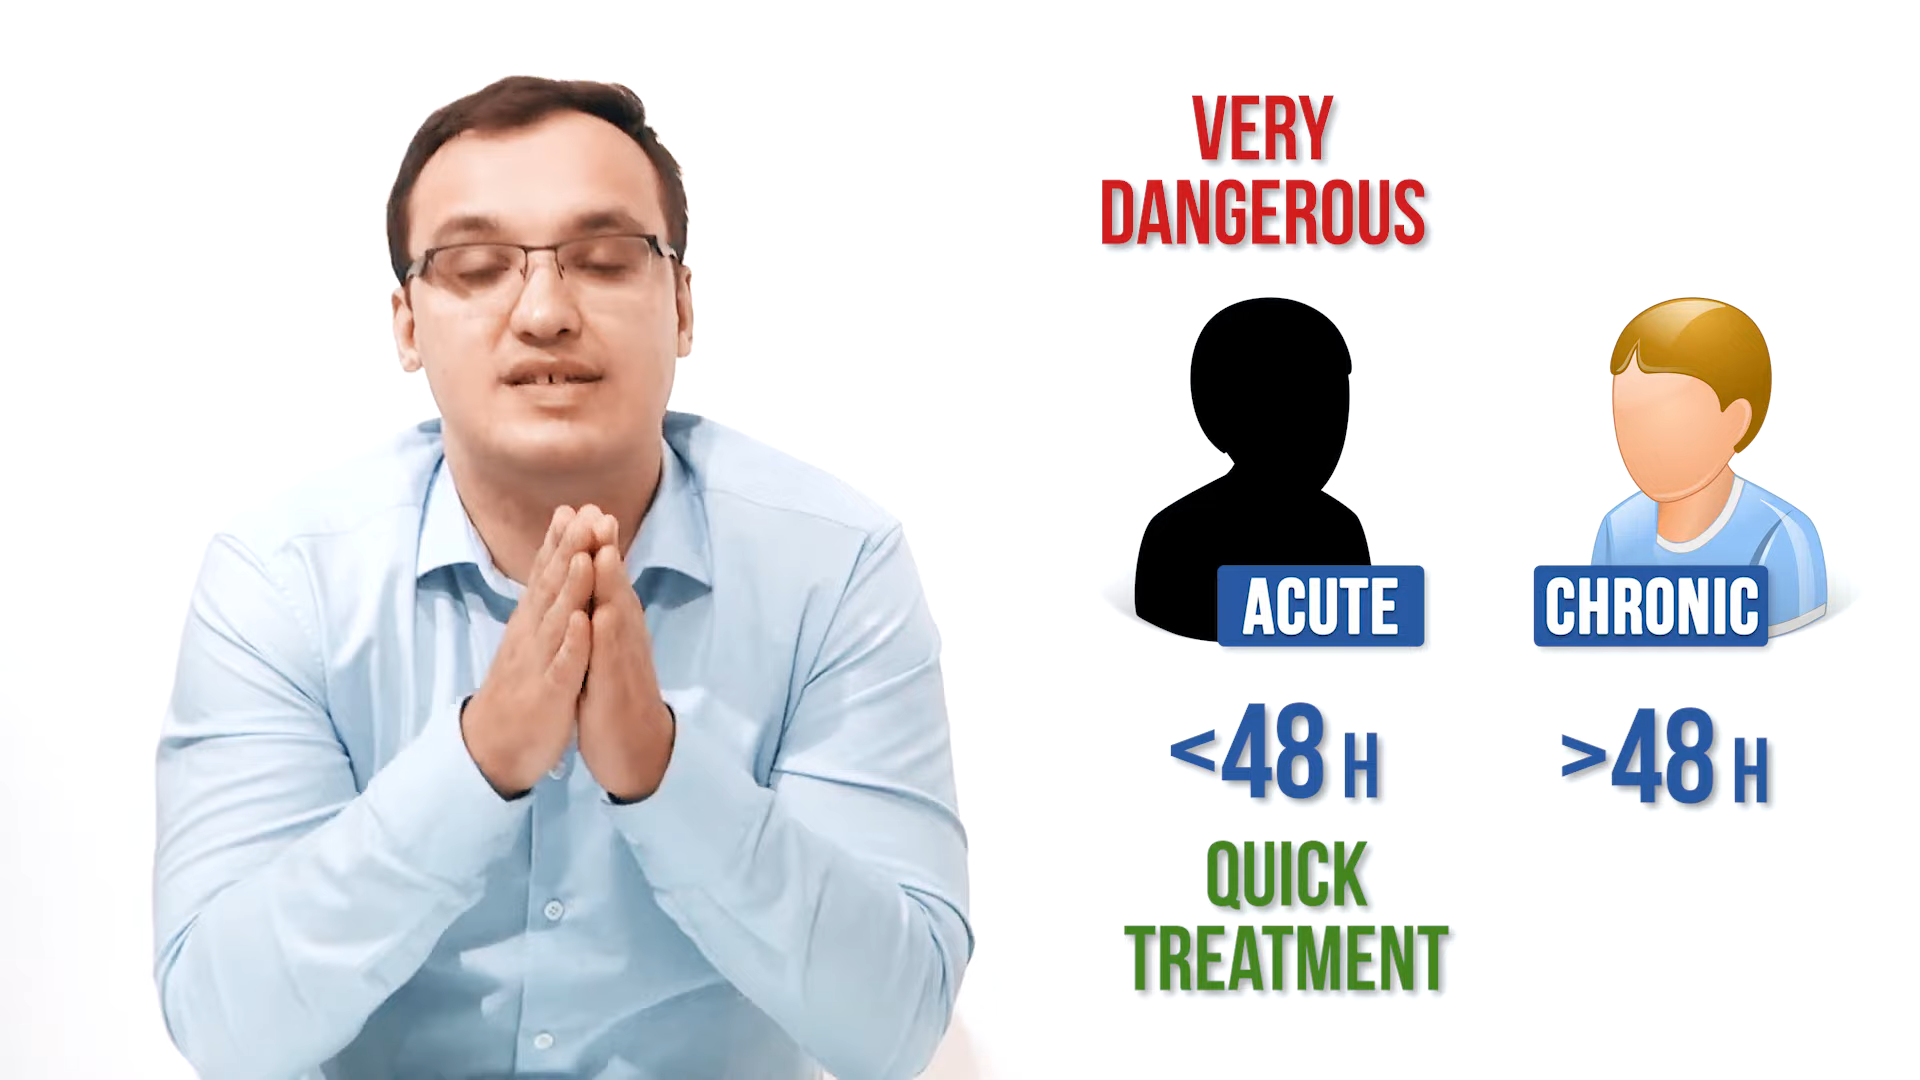 VERY
DANGEROUS
ACUTE
CHRONIC
<48 H
>48 H
QUICK
TREATMENT